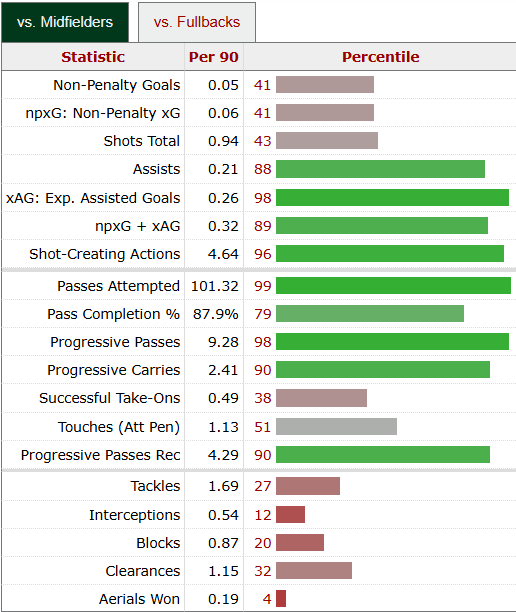 vs. Midfielders vs. Fullbacks
Statistic Per 90 Percentile
Non-Penalty Goals 0.05 41
npxG: Non-Penalty xG 0.06 41
Shots Total 0.94 43
Assists 0.21 88
xAG: Exp. Assisted Goals 0.26 98
npxG + xAG 0.32 89
Shot-Creating Actions 4.64 96
Passes Attempted 101.32 99
Pass Completion % 87.9% 79
Progressive Passes 9.28 98
Progressive Carries 2.41 90
Successful Take-Ons 0.49 38
Touches (Att Pen) 1.13 51
Progressive Passes Rec 4.29 90
Tackles 1.69 27
Interceptions 0.54 12
Blocks 0.87 20
Clearances 1.15 32
Aerials Won 0.19 4